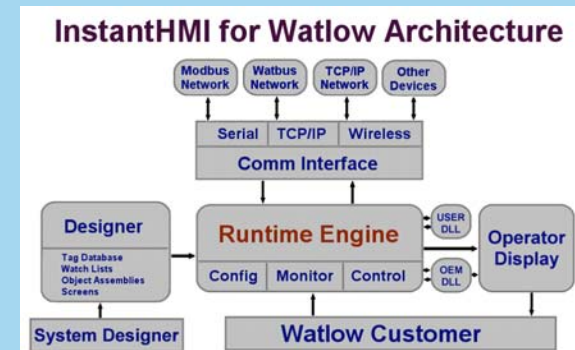 InstantHMI for Watlow Architecture
Modbus
Network
Watbus
Network
TCP/IP
Network
Other
Devices
Serial TCP/IP Wireless
Comm Interface
Designer
Tag Database
Watch Lists
Object Assemblies
Screens
Runtime Engine
Config Monitor Control
USER
DLL
OEM
DLL
Operator
Display
System Designer
Watlow Customer